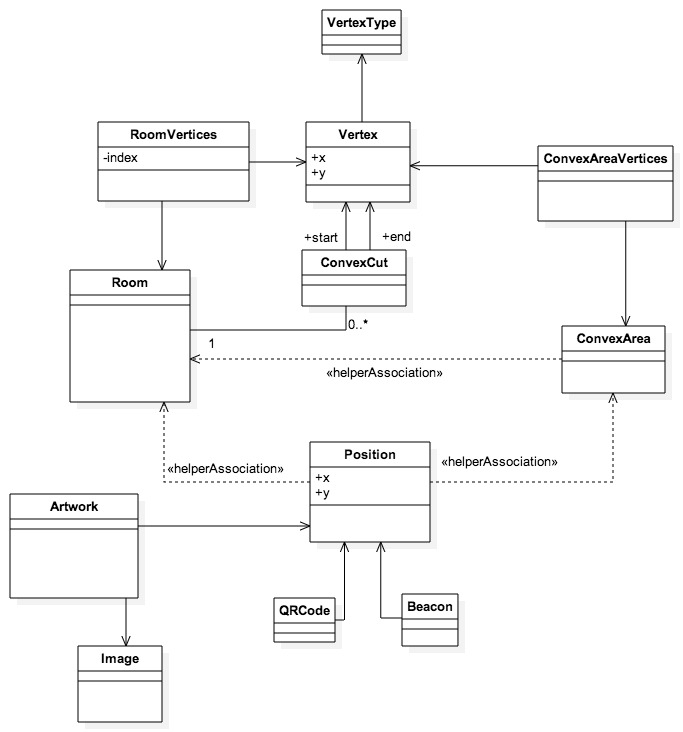 VertexType
RoomVertices
-index
Vertex
+x
+y
ConvexAreaVertices
+start
+end
ConvexCut
Room
0..*
1
ConvexArea
«helperAssociation»
Position
+x
+y
«helperAssociation»
«helperAssociation»
Artwork
QRCode
Beacon
Image